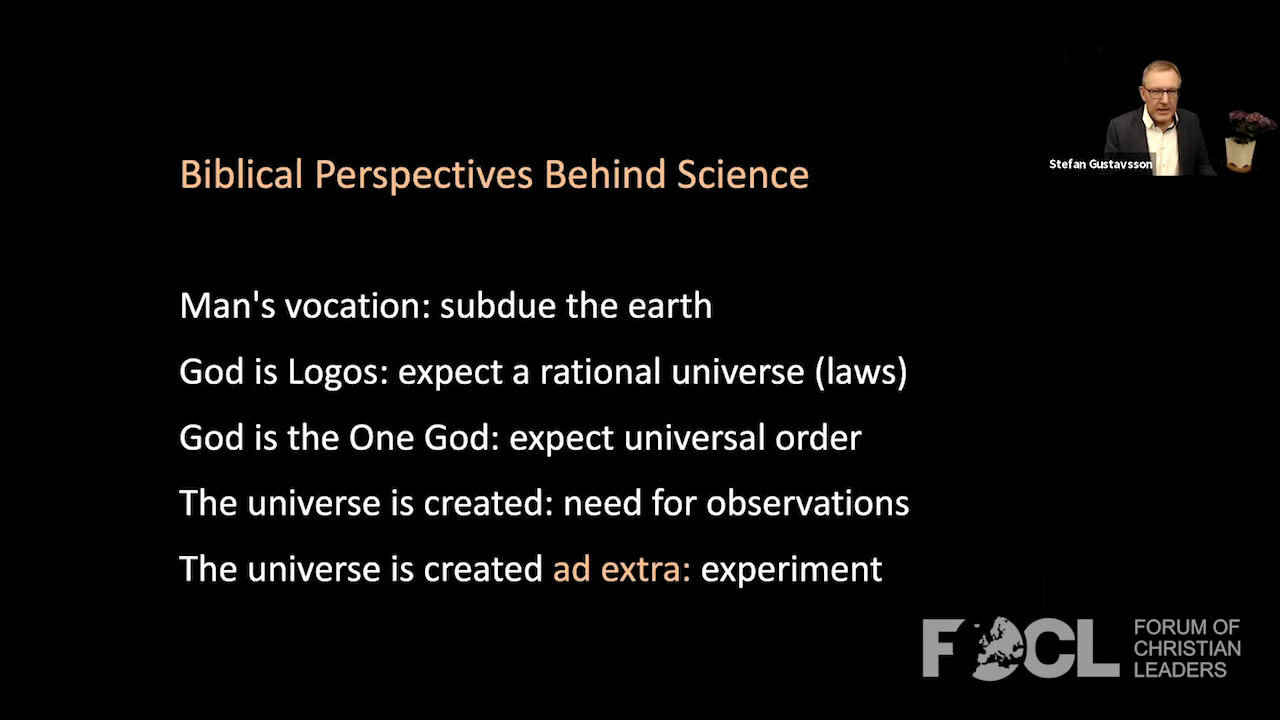 Biblical Perspectives Behind Science
Stefan Gustavsson
Man's vocation: subdue the earth
God is Logos: expect a rational universe (laws)
God is the One God: expect universal order
The universe is created: need for observations
The universe is created ad extra: experiment
FOCL
FORUM OF
CHRISTIAN
LEADERS